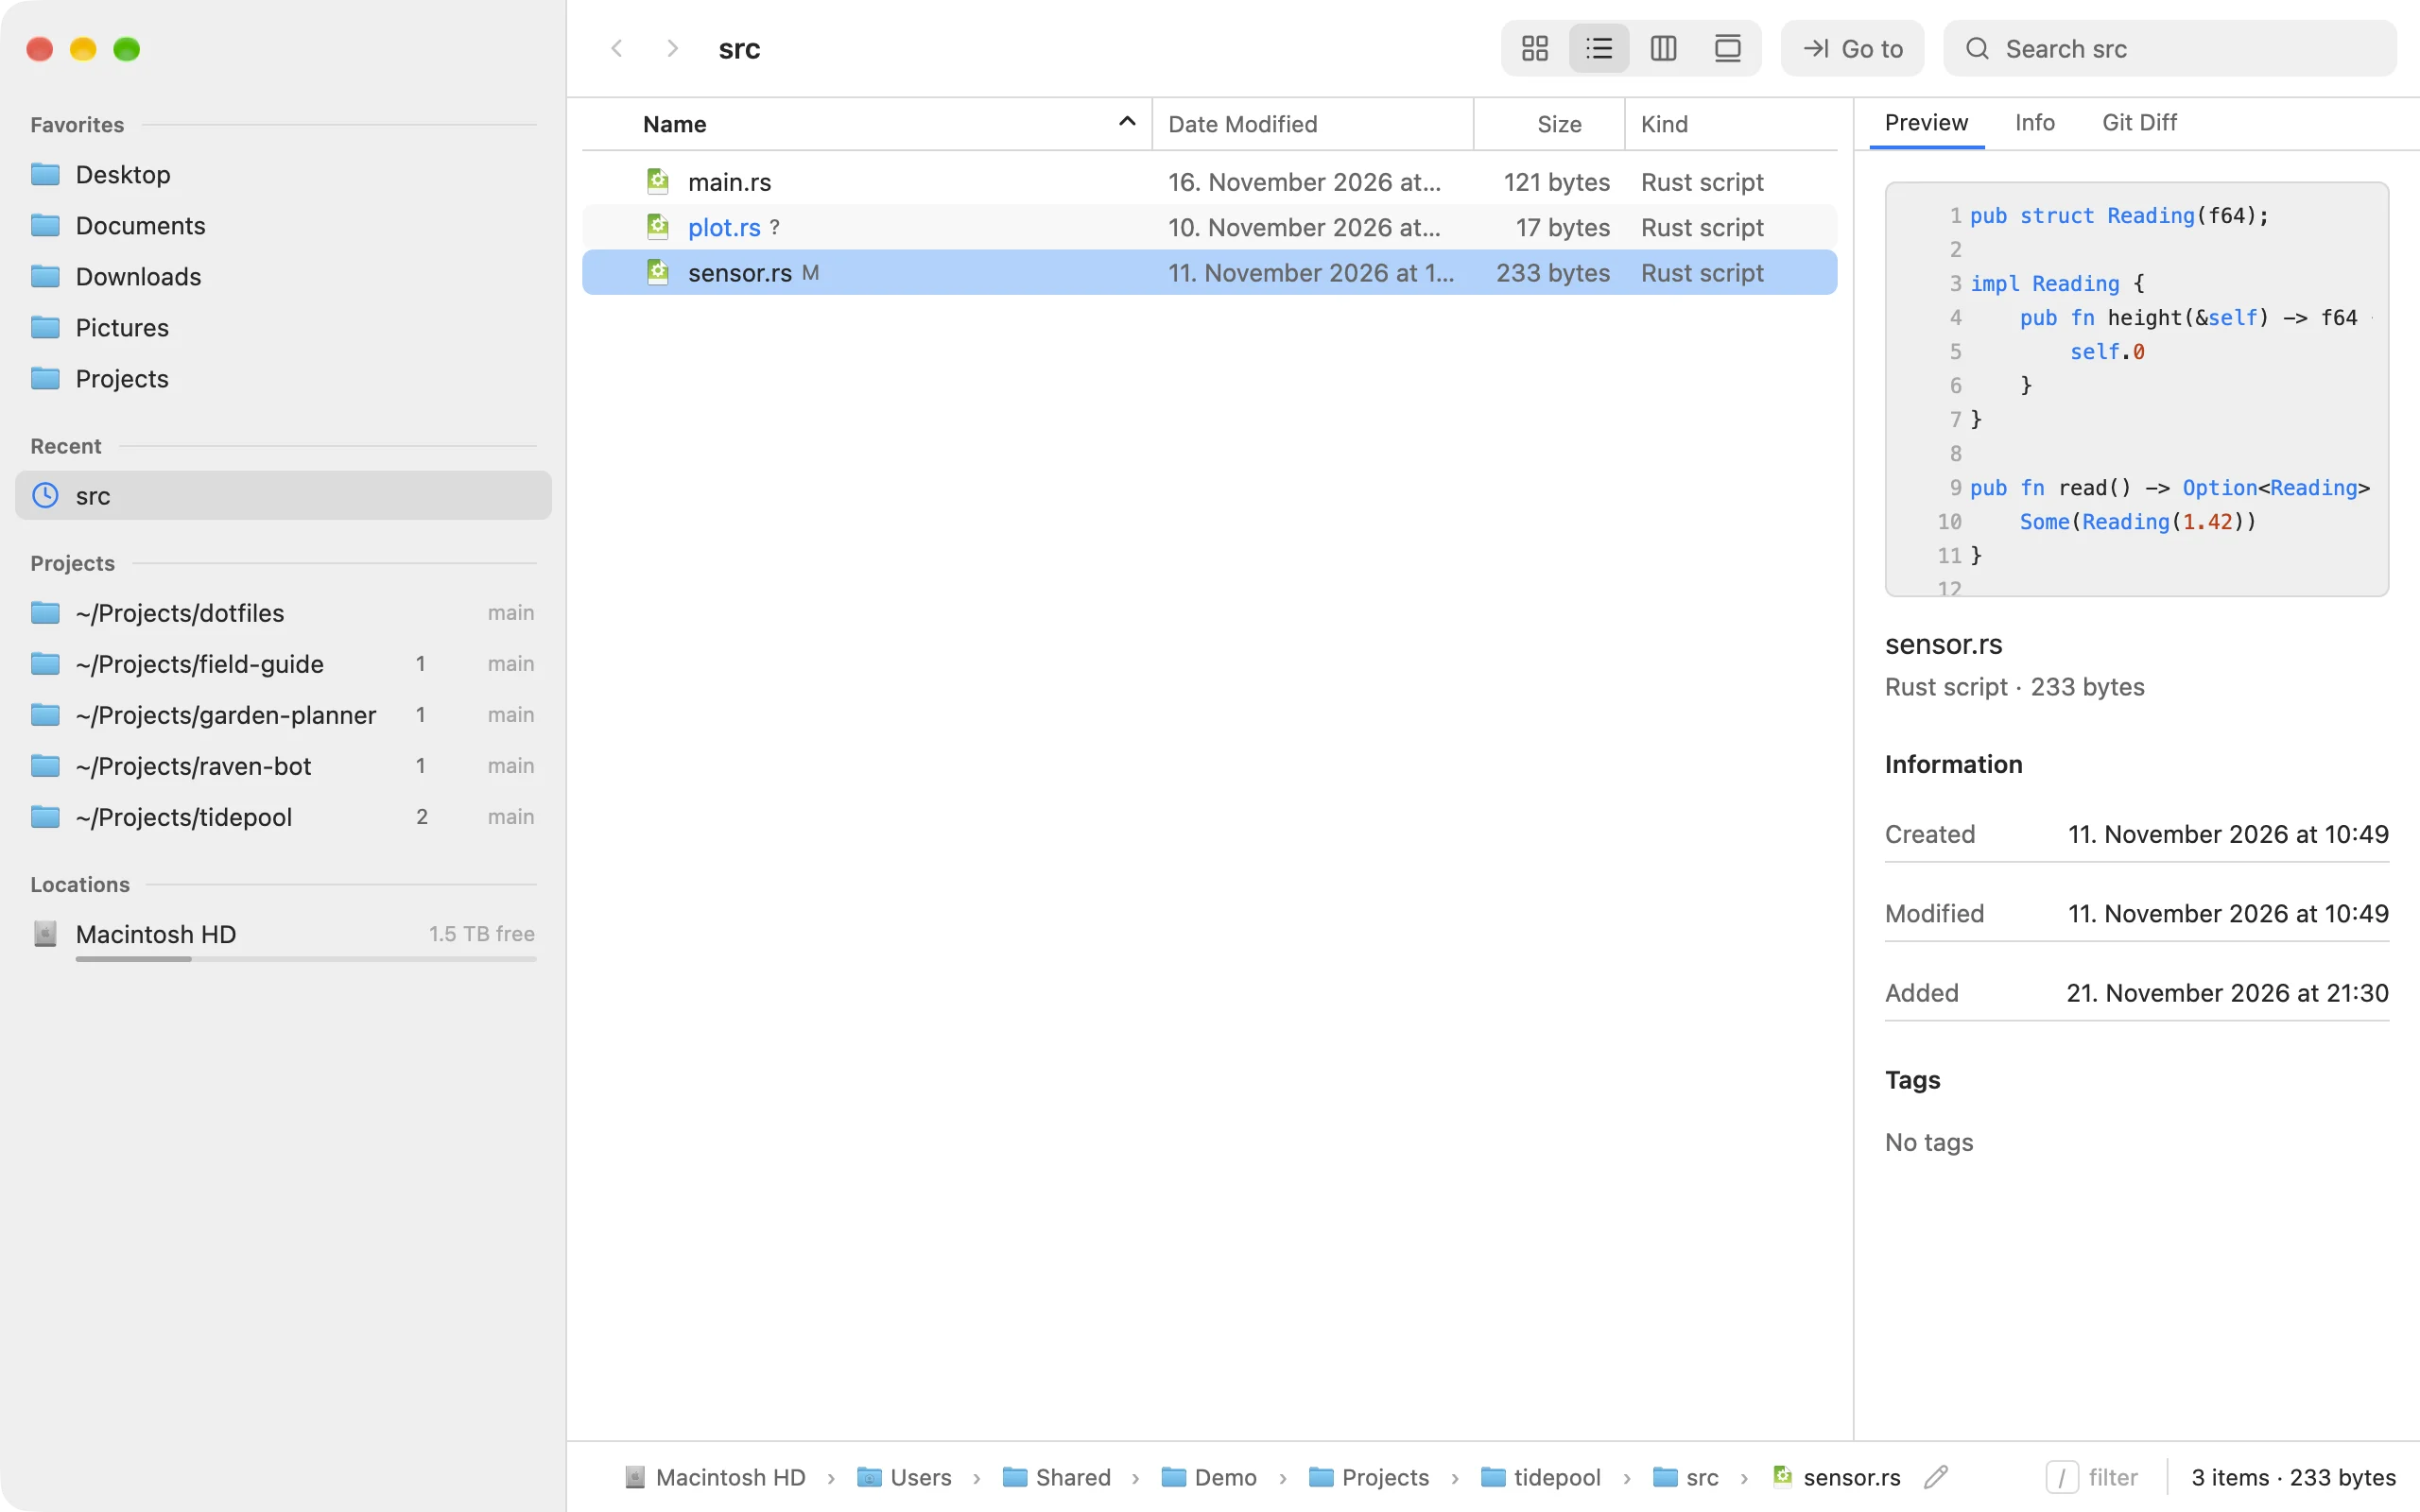 src
Go to
Search src
Favorites
Desktop
Documents
Downloads
Pictures
Projects
Recent
src
Projects
~/Projects/dotfiles main
~/Projects/field-guide 1 main
~/Projects/garden-planner 1 main
~/Projects/raven-bot 1 main
~/Projects/tidepool 2 main
Locations
Macintosh HD 1.5 TB free
Name Date Modified Size Kind
main.rs 16. November 2026 at... 121 bytes Rust script
plot.rs ? 10. November 2026 at... 17 bytes Rust script
sensor.rs M 11. November 2026 at 1... 233 bytes Rust script
Preview Info Git Diff
1 pub struct Reading(f64);
2
3 impl Reading {
4     pub fn height(&self) -> f64
5         self.0
6     }
7 }
8
9 pub fn read() -> Option<Reading>
10     Some(Reading(1.42))
11 }
12
sensor.rs
Rust script · 233 bytes
Information
Created 11. November 2026 at 10:49
Modified 11. November 2026 at 10:49
Added 21. November 2026 at 21:30
Tags
No tags
Macintosh HD › Users › Shared › Demo › Projects › tidepool › src › sensor.rs
/ filter
3 items · 233 bytes